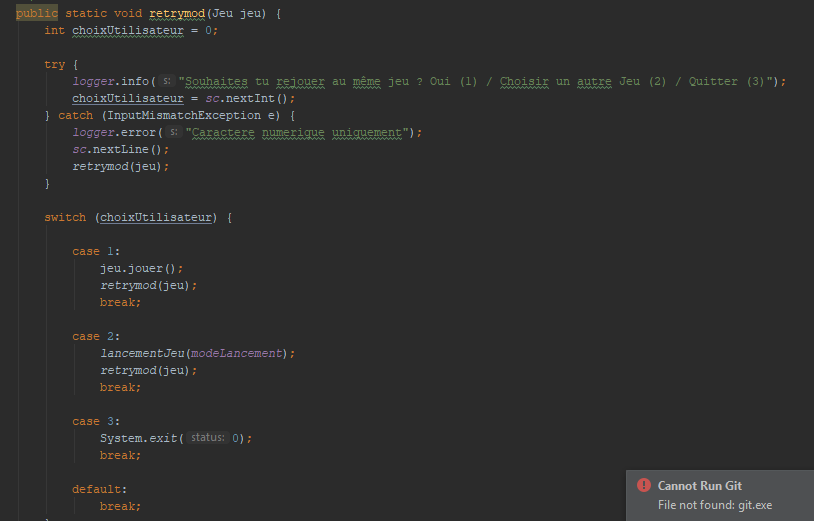 public static void retrymod(Jeu jeu) {
int choixUtilisateur = 0;
try {
logger.info( s: "Souhaites tu rejouer au même jeu ? Oui (1) / Choisir un autre Jeu (2) / Quitter (3)");
choixUtilisateur = sc.nextInt();
} catch (InputMismatchException e) {
logger.error( s: "Caractere numerique uniquement");
sc.nextLine();
retrymod(jeu);
}
switch (choixUtilisateur) {
case 1:
jeu.jouer();
retrymod(jeu);
break;
case 2:
lancementJeu(modeLancement);
retrymod(jeu);
break;
case 3:
System.exit( status: 0);
break;
default:
break;
Cannot Run Git
File not found: git.exe